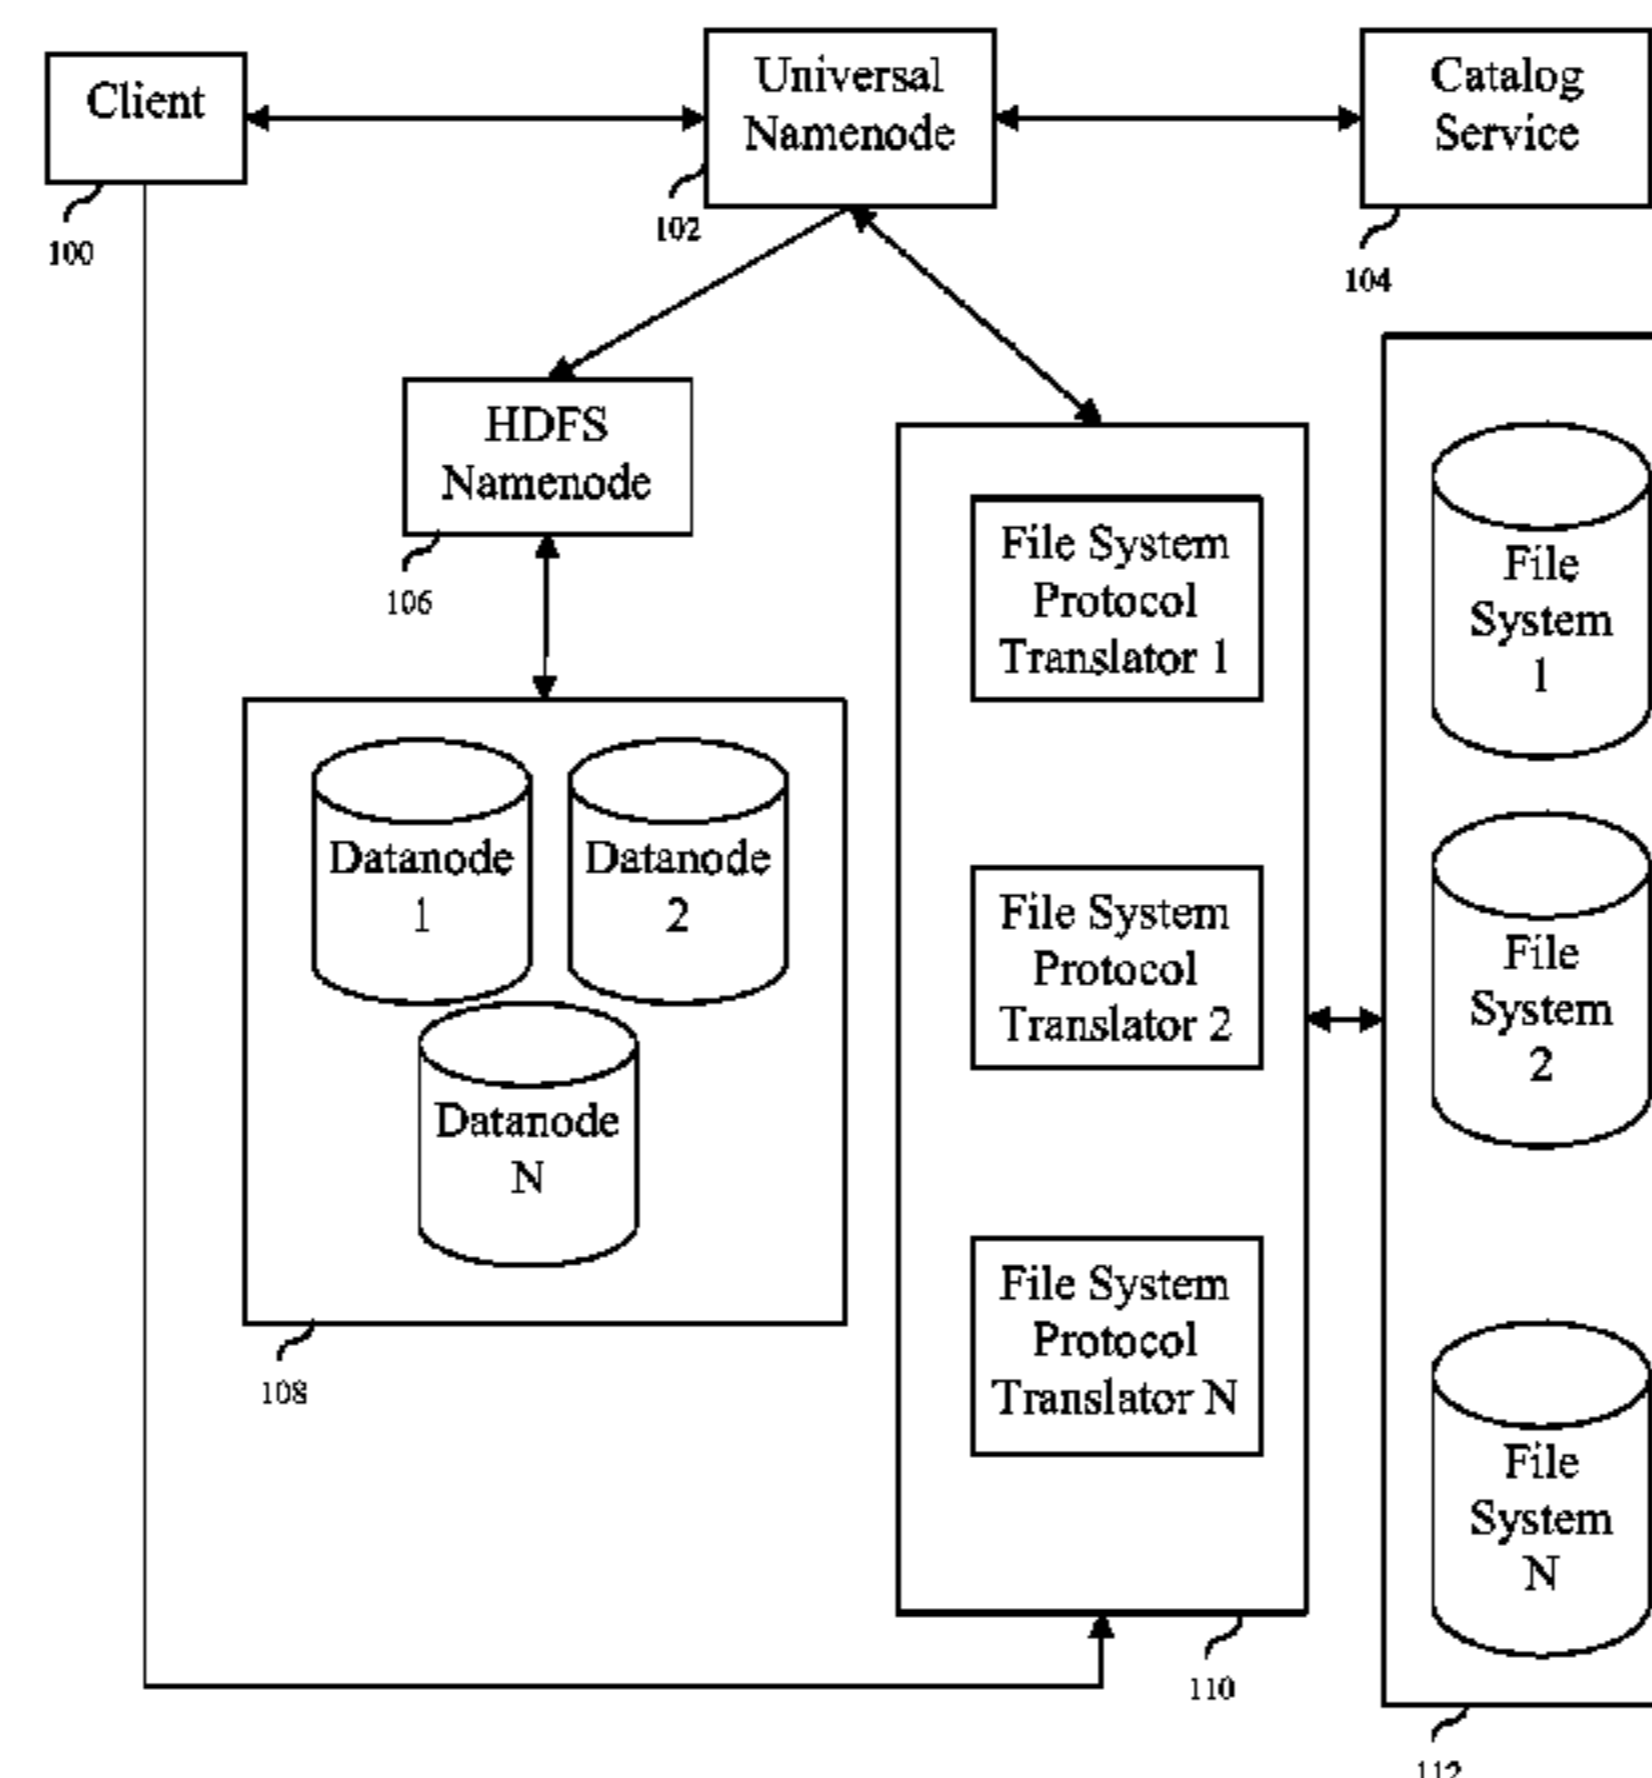 Client
100
Universal
Namenode
102
Catalog
Service
104
HDFS
Namenode
106
Datanode
1
Datanode
2
Datanode
N
108
File System
Protocol
Translator 1
File System
Protocol
Translator 2
File System
Protocol
Translator N
110
File
System
1
File
System
2
File
System
N
112